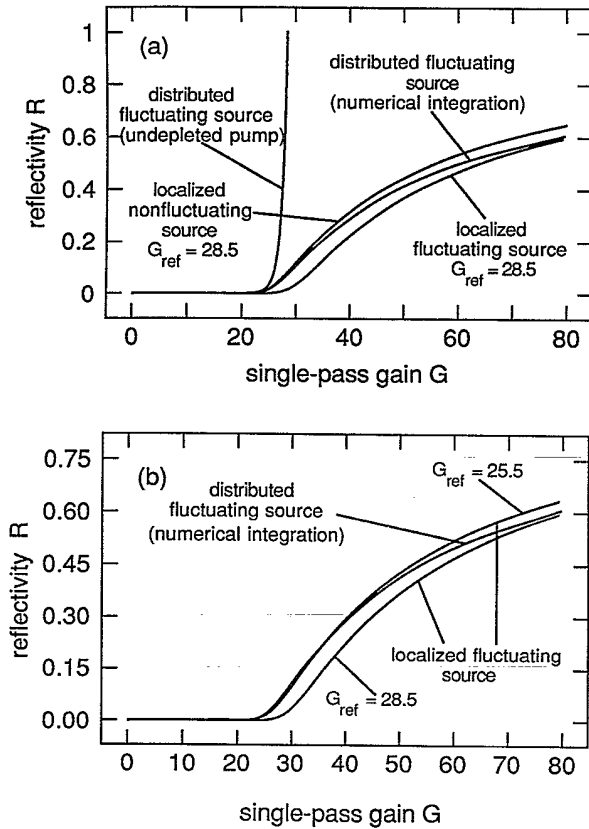 (a)
1
0.8
0.6
0.4
0.2
0
reflectivity R
distributed
fluctuating source
(undepleted pump)
localized
nonfluctuating
source
G_ref = 28.5
distributed fluctuating
source
(numerical integration)
localized
fluctuating source
G_ref = 28.5
0 20 40 60 80
single-pass gain G
(b)
0.75
0.60
0.45
0.30
0.15
0.00
reflectivity R
distributed
fluctuating source
(numerical integration)
G_ref = 25.5
localized fluctuating
source
G_ref = 28.5
0 10 20 30 40 50 60 70 80
single-pass gain G